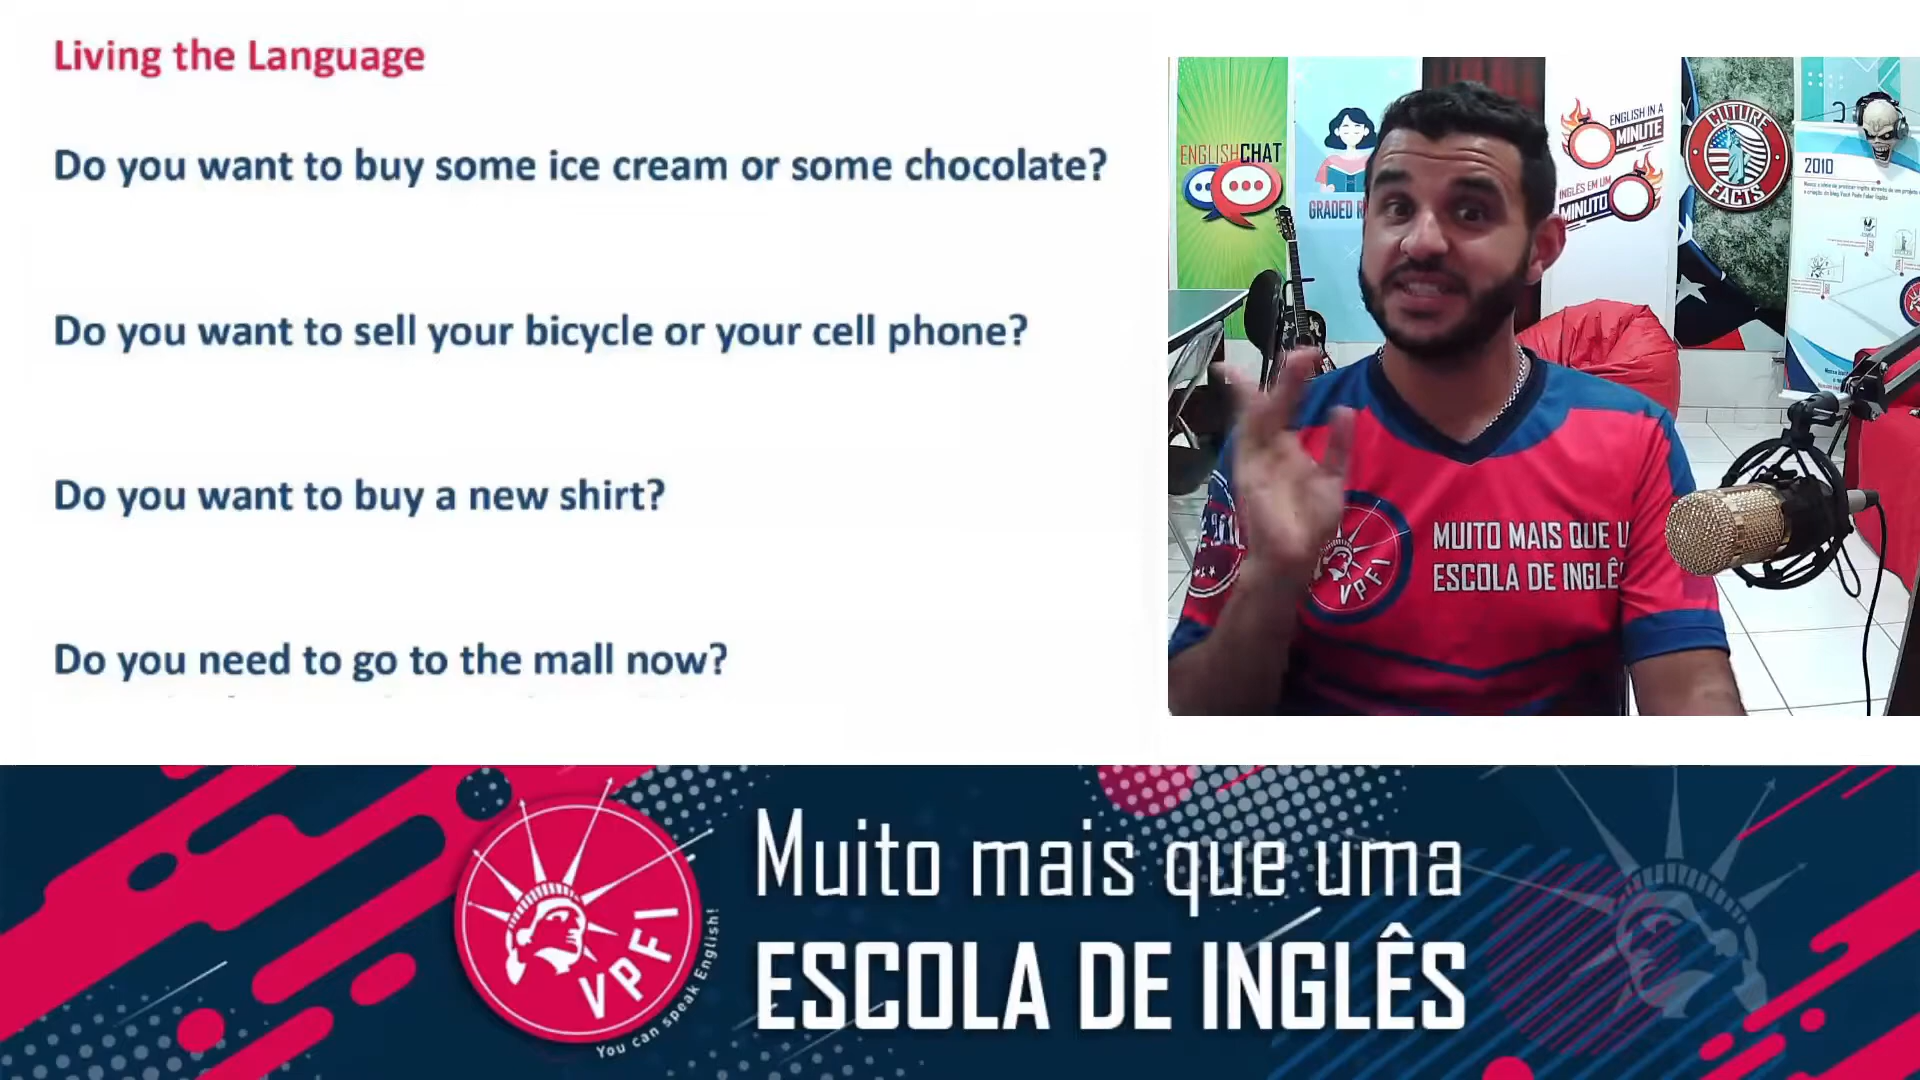 Living the Language
Do you want to buy some ice cream or some chocolate?
Do you want to sell your bicycle or your cell phone?
Do you want to buy a new shirt?
Do you need to go to the mall now?
ENGLISHCHAT
GRADED
ENGLISH IN A
MINUTE
INGLÊS EM UM
MINUTO
CUTURE
FACTS
2010
MUITO MAIS QUE U
ESCOLA DE INGLÊ
VPFI
Muito mais que uma
ESCOLA DE INGLÊS
VPFI
You can speak English!